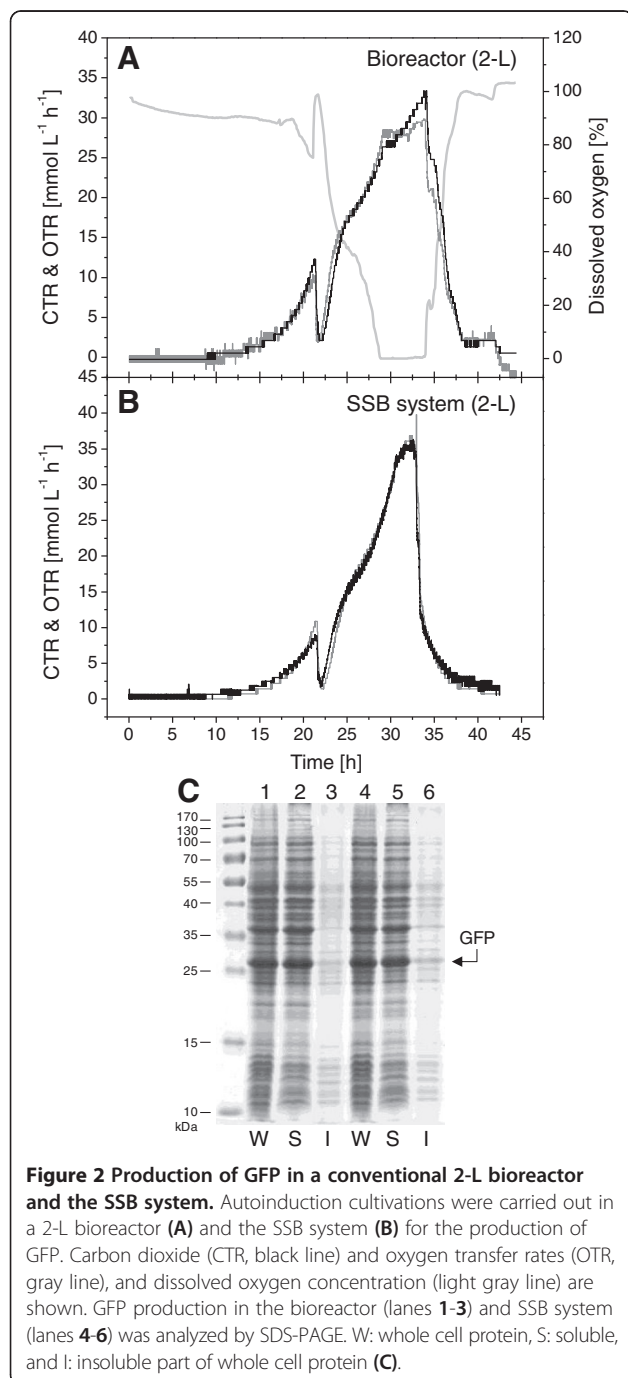 A
Bioreactor (2-L)
CTR & OTR [mmol L⁻¹ h⁻¹]
40
35
30
25
20
15
10
5
0
Dissolved oxygen [%]
120
100
80
60
40
20
0
B
SSB system (2-L)
CTR & OTR [mmol L⁻¹ h⁻¹]
45
40
35
30
25
20
15
10
5
0
0 5 10 15 20 25 30 35 40 45
Time [h]
C
1 2 3 4 5 6
170
130
100
70
55
40
35
25
15
10
kDa
GFP
W S I W S I
Figure 2 Production of GFP in a conventional 2-L bioreactor
and the SSB system. Autoinduction cultivations were carried out in
a 2-L bioreactor (A) and the SSB system (B) for the production of
GFP. Carbon dioxide (CTR, black line) and oxygen transfer rates (OTR,
gray line), and dissolved oxygen concentration (light gray line) are
shown. GFP production in the bioreactor (lanes 1-3) and SSB system
(lanes 4-6) was analyzed by SDS-PAGE. W: whole cell protein, S: soluble,
and I: insoluble part of whole cell protein (C).